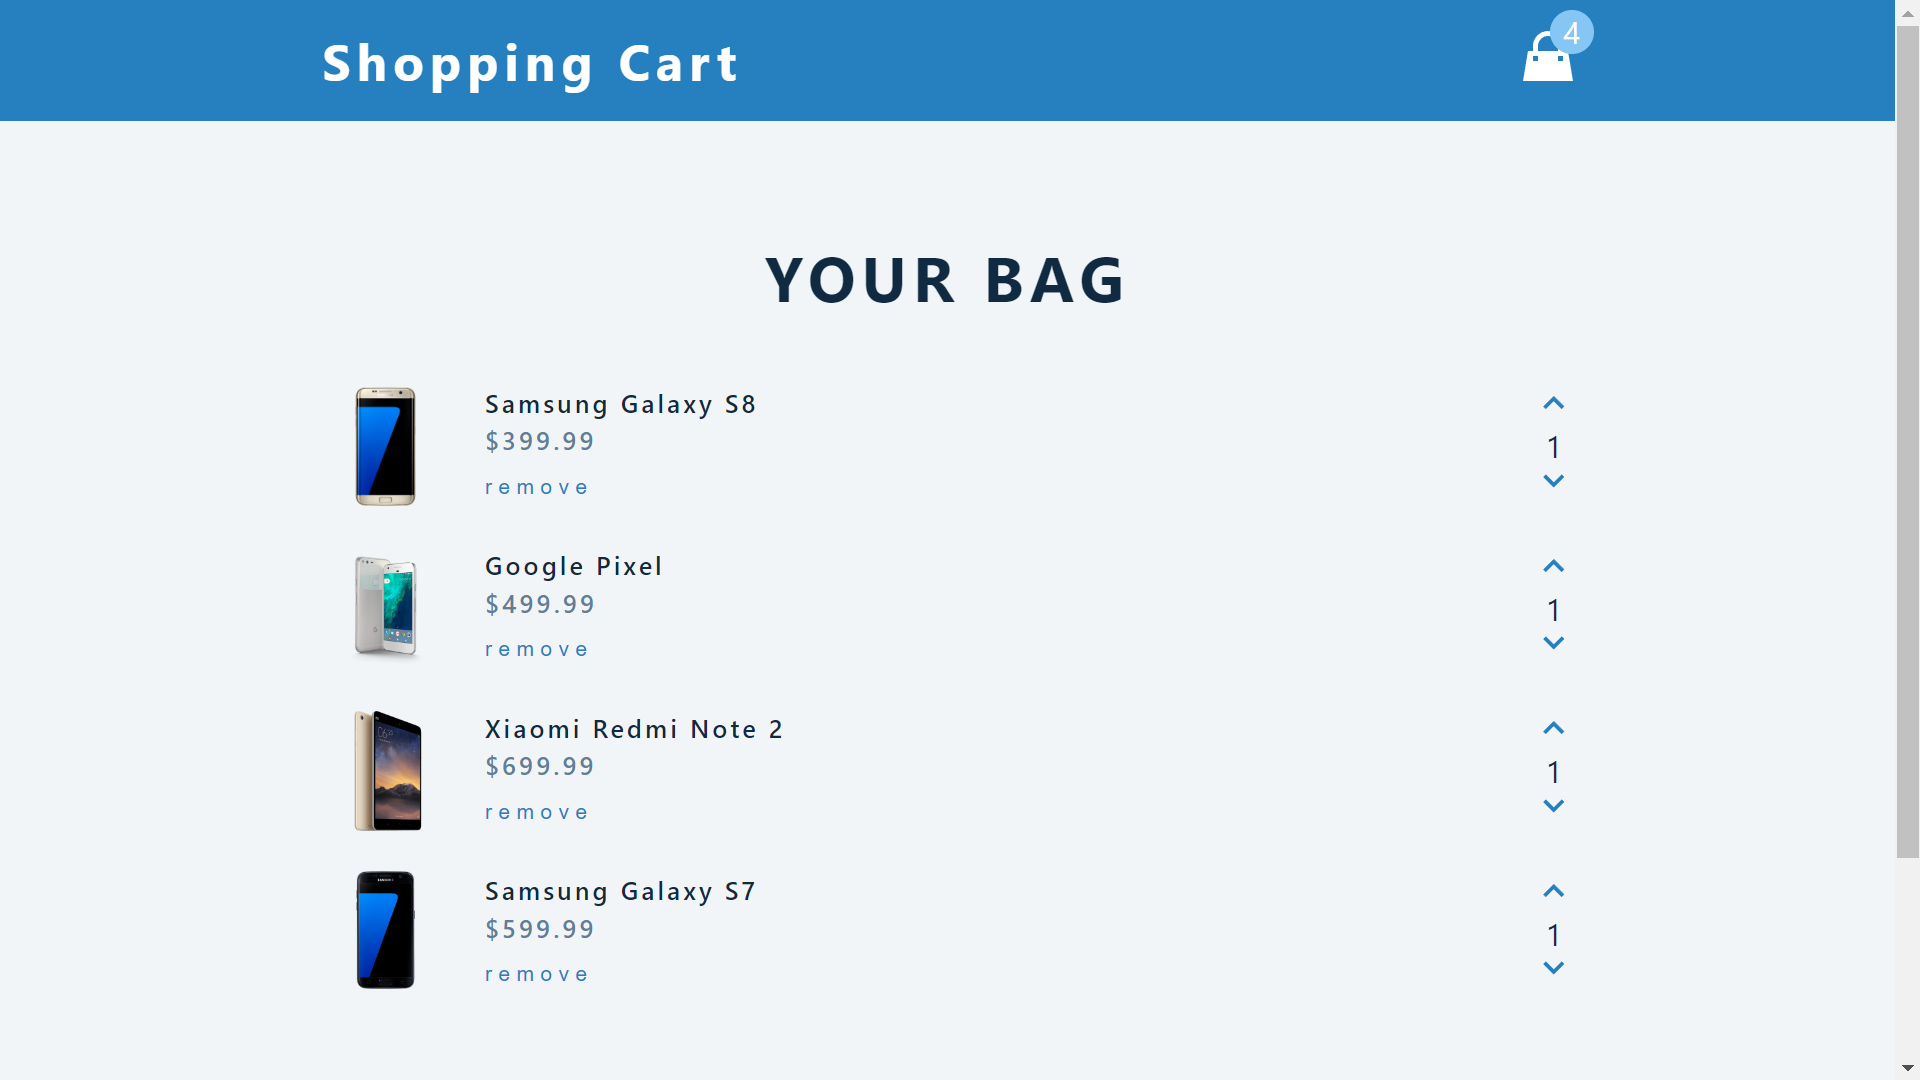 Shopping Cart
4
YOUR BAG
Samsung Galaxy S8
$399.99
remove
1
Google Pixel
$499.99
remove
1
Xiaomi Redmi Note 2
$699.99
remove
1
Samsung Galaxy S7
$599.99
remove
1